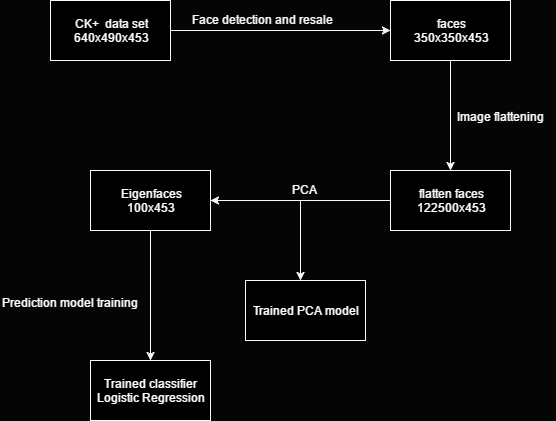 CK+ data set
640x490x453
Face detection and resale
faces
350x350x453
Image flattening
Eigenfaces
100x453
PCA
flatten faces
122500x453
Prediction model training
Trained PCA model
Trained classifier
Logistic Regression